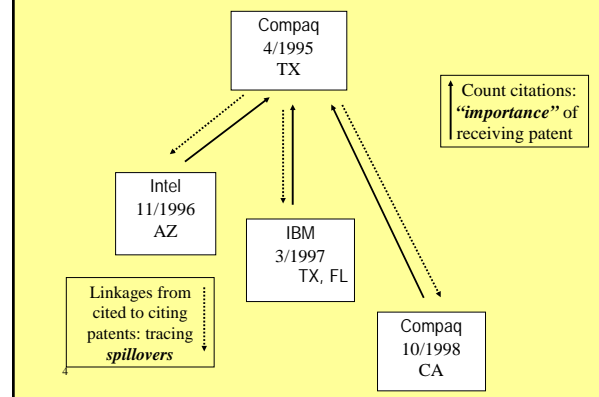 Compaq
4/1995
TX
Count citations:
“importance” of
receiving patent
Intel
11/1996
AZ
IBM
3/1997
TX, FL
Linkages from
cited to citing
patents: tracing
spillovers
Compaq
10/1998
CA
4